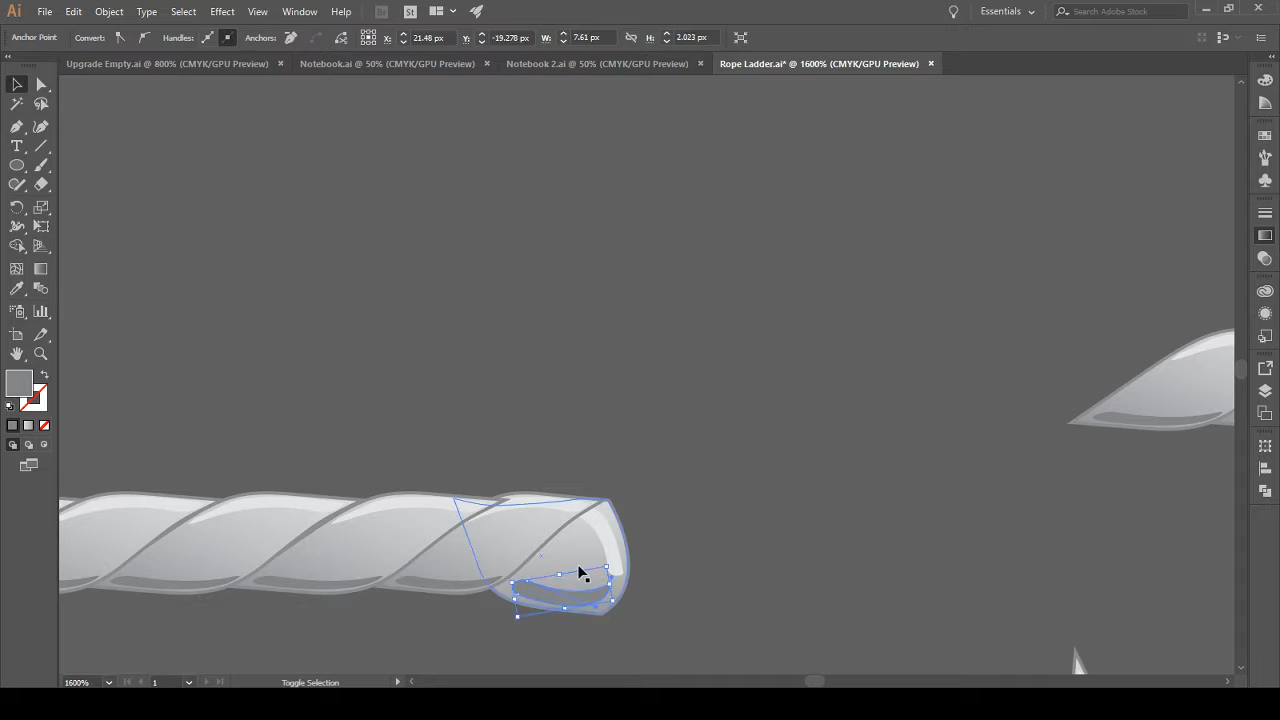 Ai File Edit Object Type Select Effect View Window Help Br St Essentials Search Adobe Stock
Anchor Point Convert: Handles: Anchors: X: 21.48 px Y: -19.278 px W: 7.61 px H: 2.023 px
Upgrade Empty.ai @ 800% (CMYK/GPU Preview) Notebook.ai @ 50% (CMYK/GPU Preview) Notebook 2.ai @ 50% (CMYK/GPU Preview) Rope Ladder.ai* @ 1600% (CMYK/GPU Preview)
1600% 1 Toggle Selection